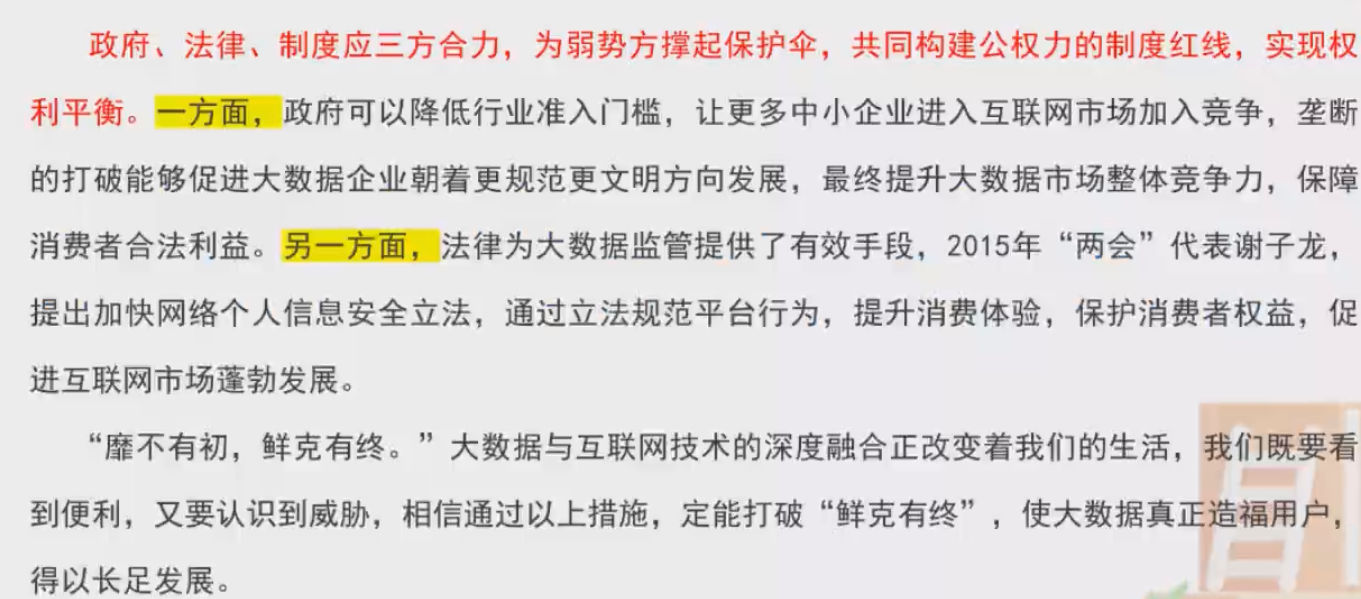 政府、法律、制度应三方合力，为弱势方撑起保护伞，共同构建公权力的制度红线，实现权
利平衡。一方面，政府可以降低行业准入门槛，让更多中小企业进入互联网市场加入竞争，垄断
的打破能够促进大数据企业朝着更规范更文明方向发展，最终提升大数据市场整体竞争力，保障
消费者合法利益。另一方面，法律为大数据监管提供了有效手段，2015年“两会”代表谢子龙，
提出加快网络个人信息安全立法，通过立法规范平台行为，提升消费体验，保护消费者权益，促
进互联网市场蓬勃发展。
“靡不有初，鲜克有终。”大数据与互联网技术的深度融合正改变着我们的生活，我们既要看
到便利，又要认识到威胁，相信通过以上措施，定能打破“鲜克有终”，使大数据真正造福用户，
得以长足发展。